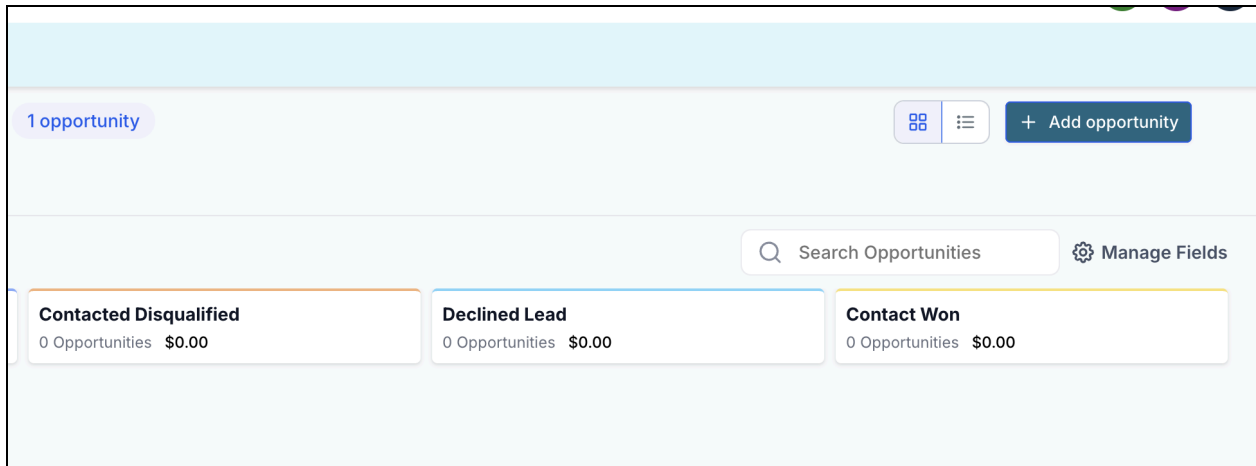 1 opportunity
+ Add opportunity
Search Opportunities
Manage Fields
Contacted Disqualified
0 Opportunities $0.00
Declined Lead
0 Opportunities $0.00
Contact Won
0 Opportunities $0.00